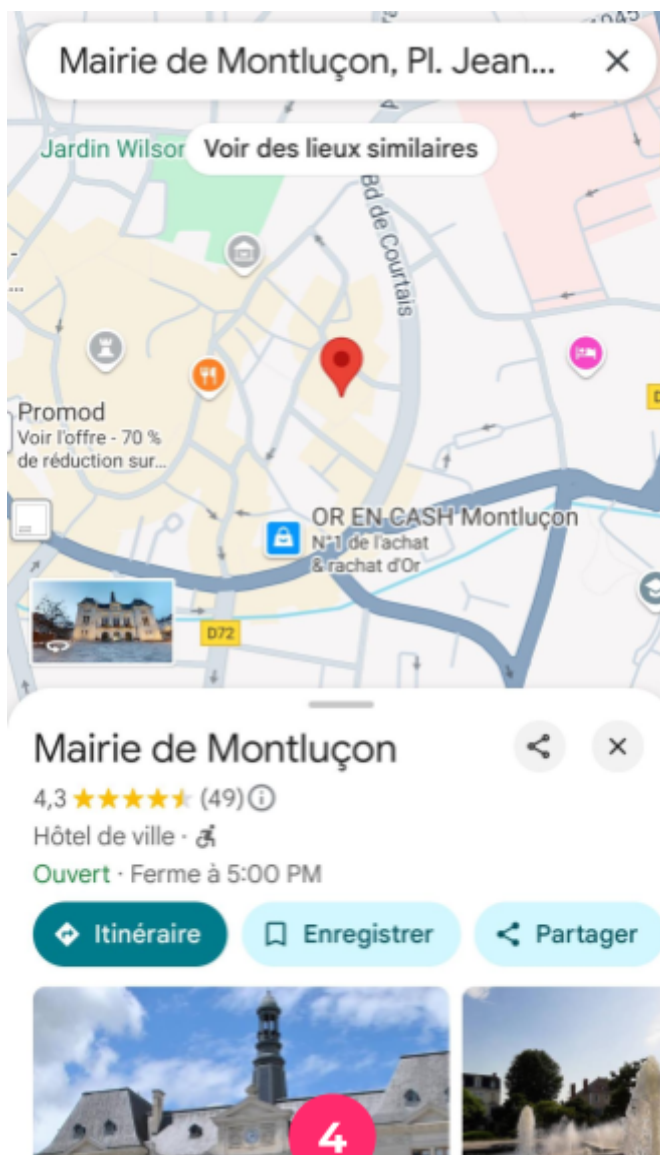 Mairie de Montluçon, Pl. Jean...
Jardin Wilson
Voir des lieux similaires
Bd de Courtais
Promod
Voir l'offre - 70 %
de réduction sur...
OR EN CASH Montluçon
N°1 de l'achat
& rachat d'Or
D72
Mairie de Montluçon
4,3 (49)
Hôtel de ville ·
Ouvert · Ferme à 5:00 PM
Itinéraire
Enregistrer
Partager
4